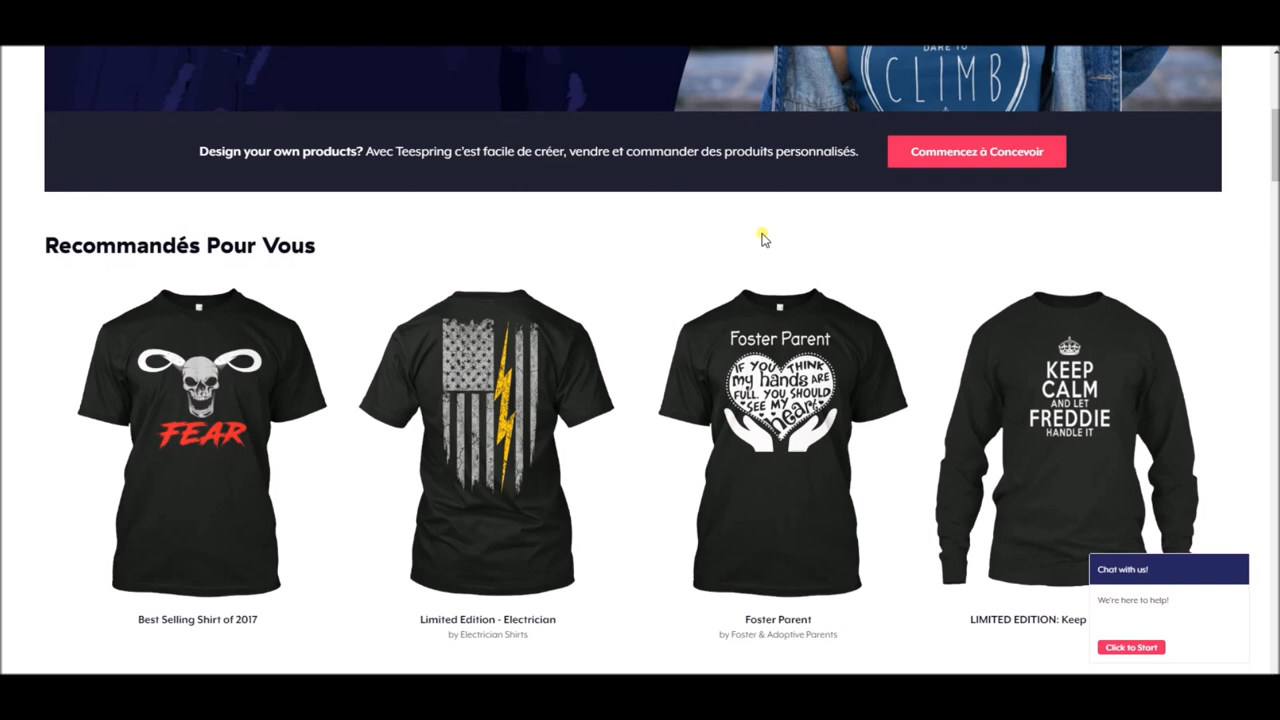 DARE TO
CLIMB
Design your own products? Avec Teespring c'est facile de créer, vendre et commander des produits personnalisés.
Commencez à Concevoir
Recommandés Pour Vous
FEAR
Foster Parent
IF YOU THINK
my hands ARE
FULL YOU SHOULD
SEE MY
heart
KEEP
CALM
AND LET
FREDDIE
HANDLE IT
Best Selling Shirt of 2017
Limited Edition - Electrician
by Electrician Shirts
Foster Parent
by Foster & Adoptive Parents
LIMITED EDITION: Keep
Chat with us!
We're here to help!
Click to Start